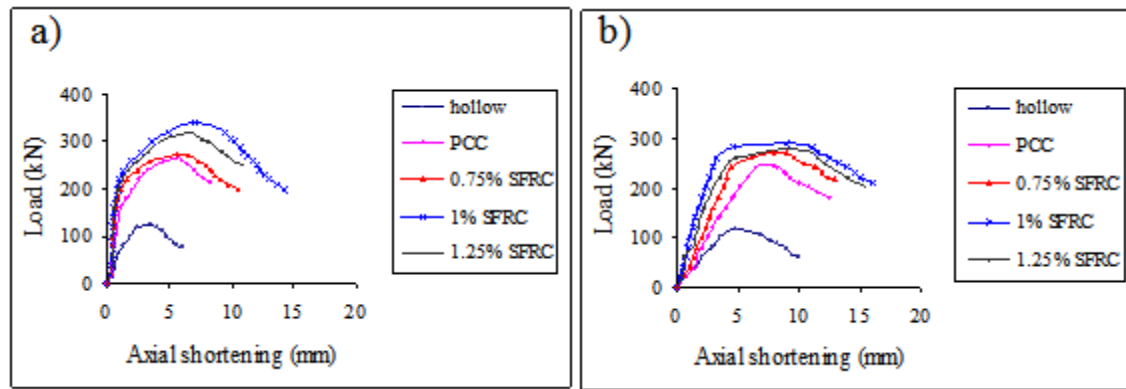 a)
400
300
200
100
0
0 5 10 15 20
Load (kN)
Axial shortening (mm)
hollow
PCC
0.75% SFRC
1% SFRC
1.25% SFRC
b)
400
300
200
100
0
0 5 10 15 20
Load (kN)
Axial shortening (mm)
hollow
PCC
0.75% SFRC
1% SFRC
1.25% SFRC